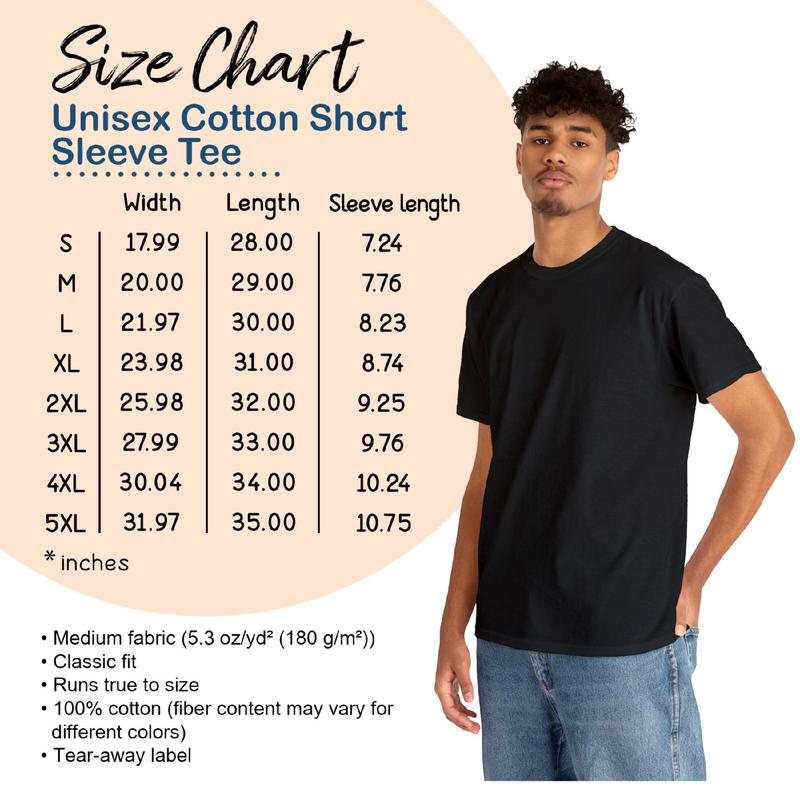 Size Chart
Unisex Cotton Short
Sleeve Tee
Width Length Sleeve length
S 17.99 28.00 7.24
M 20.00 29.00 7.76
L 21.97 30.00 8.23
XL 23.98 31.00 8.74
2XL 25.98 32.00 9.25
3XL 27.99 33.00 9.76
4XL 30.04 34.00 10.24
5XL 31.97 35.00 10.75
* inches
• Medium fabric (5.3 oz/yd² (180 g/m²))
• Classic fit
• Runs true to size
• 100% cotton (fiber content may vary for
different colors)
• Tear-away label